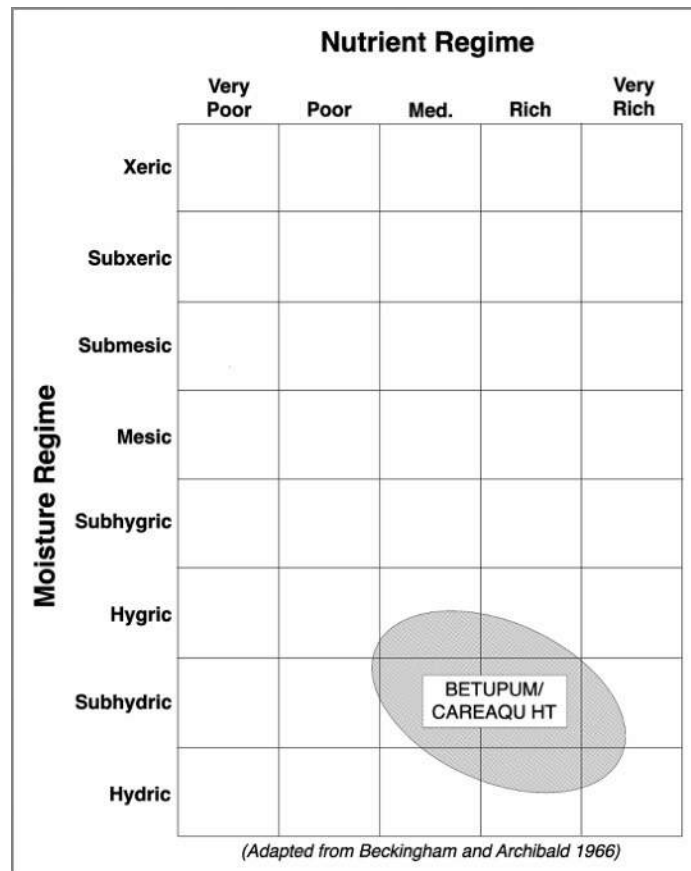 Nutrient Regime
Very Poor
Poor
Med.
Rich
Very Rich
Moisture Regime
Xeric
Subxeric
Submesic
Mesic
Subhygric
Hygric
Subhydric
Hydric
BETUPUM/
CAREAQU HT
(Adapted from Beckingham and Archibald 1966)